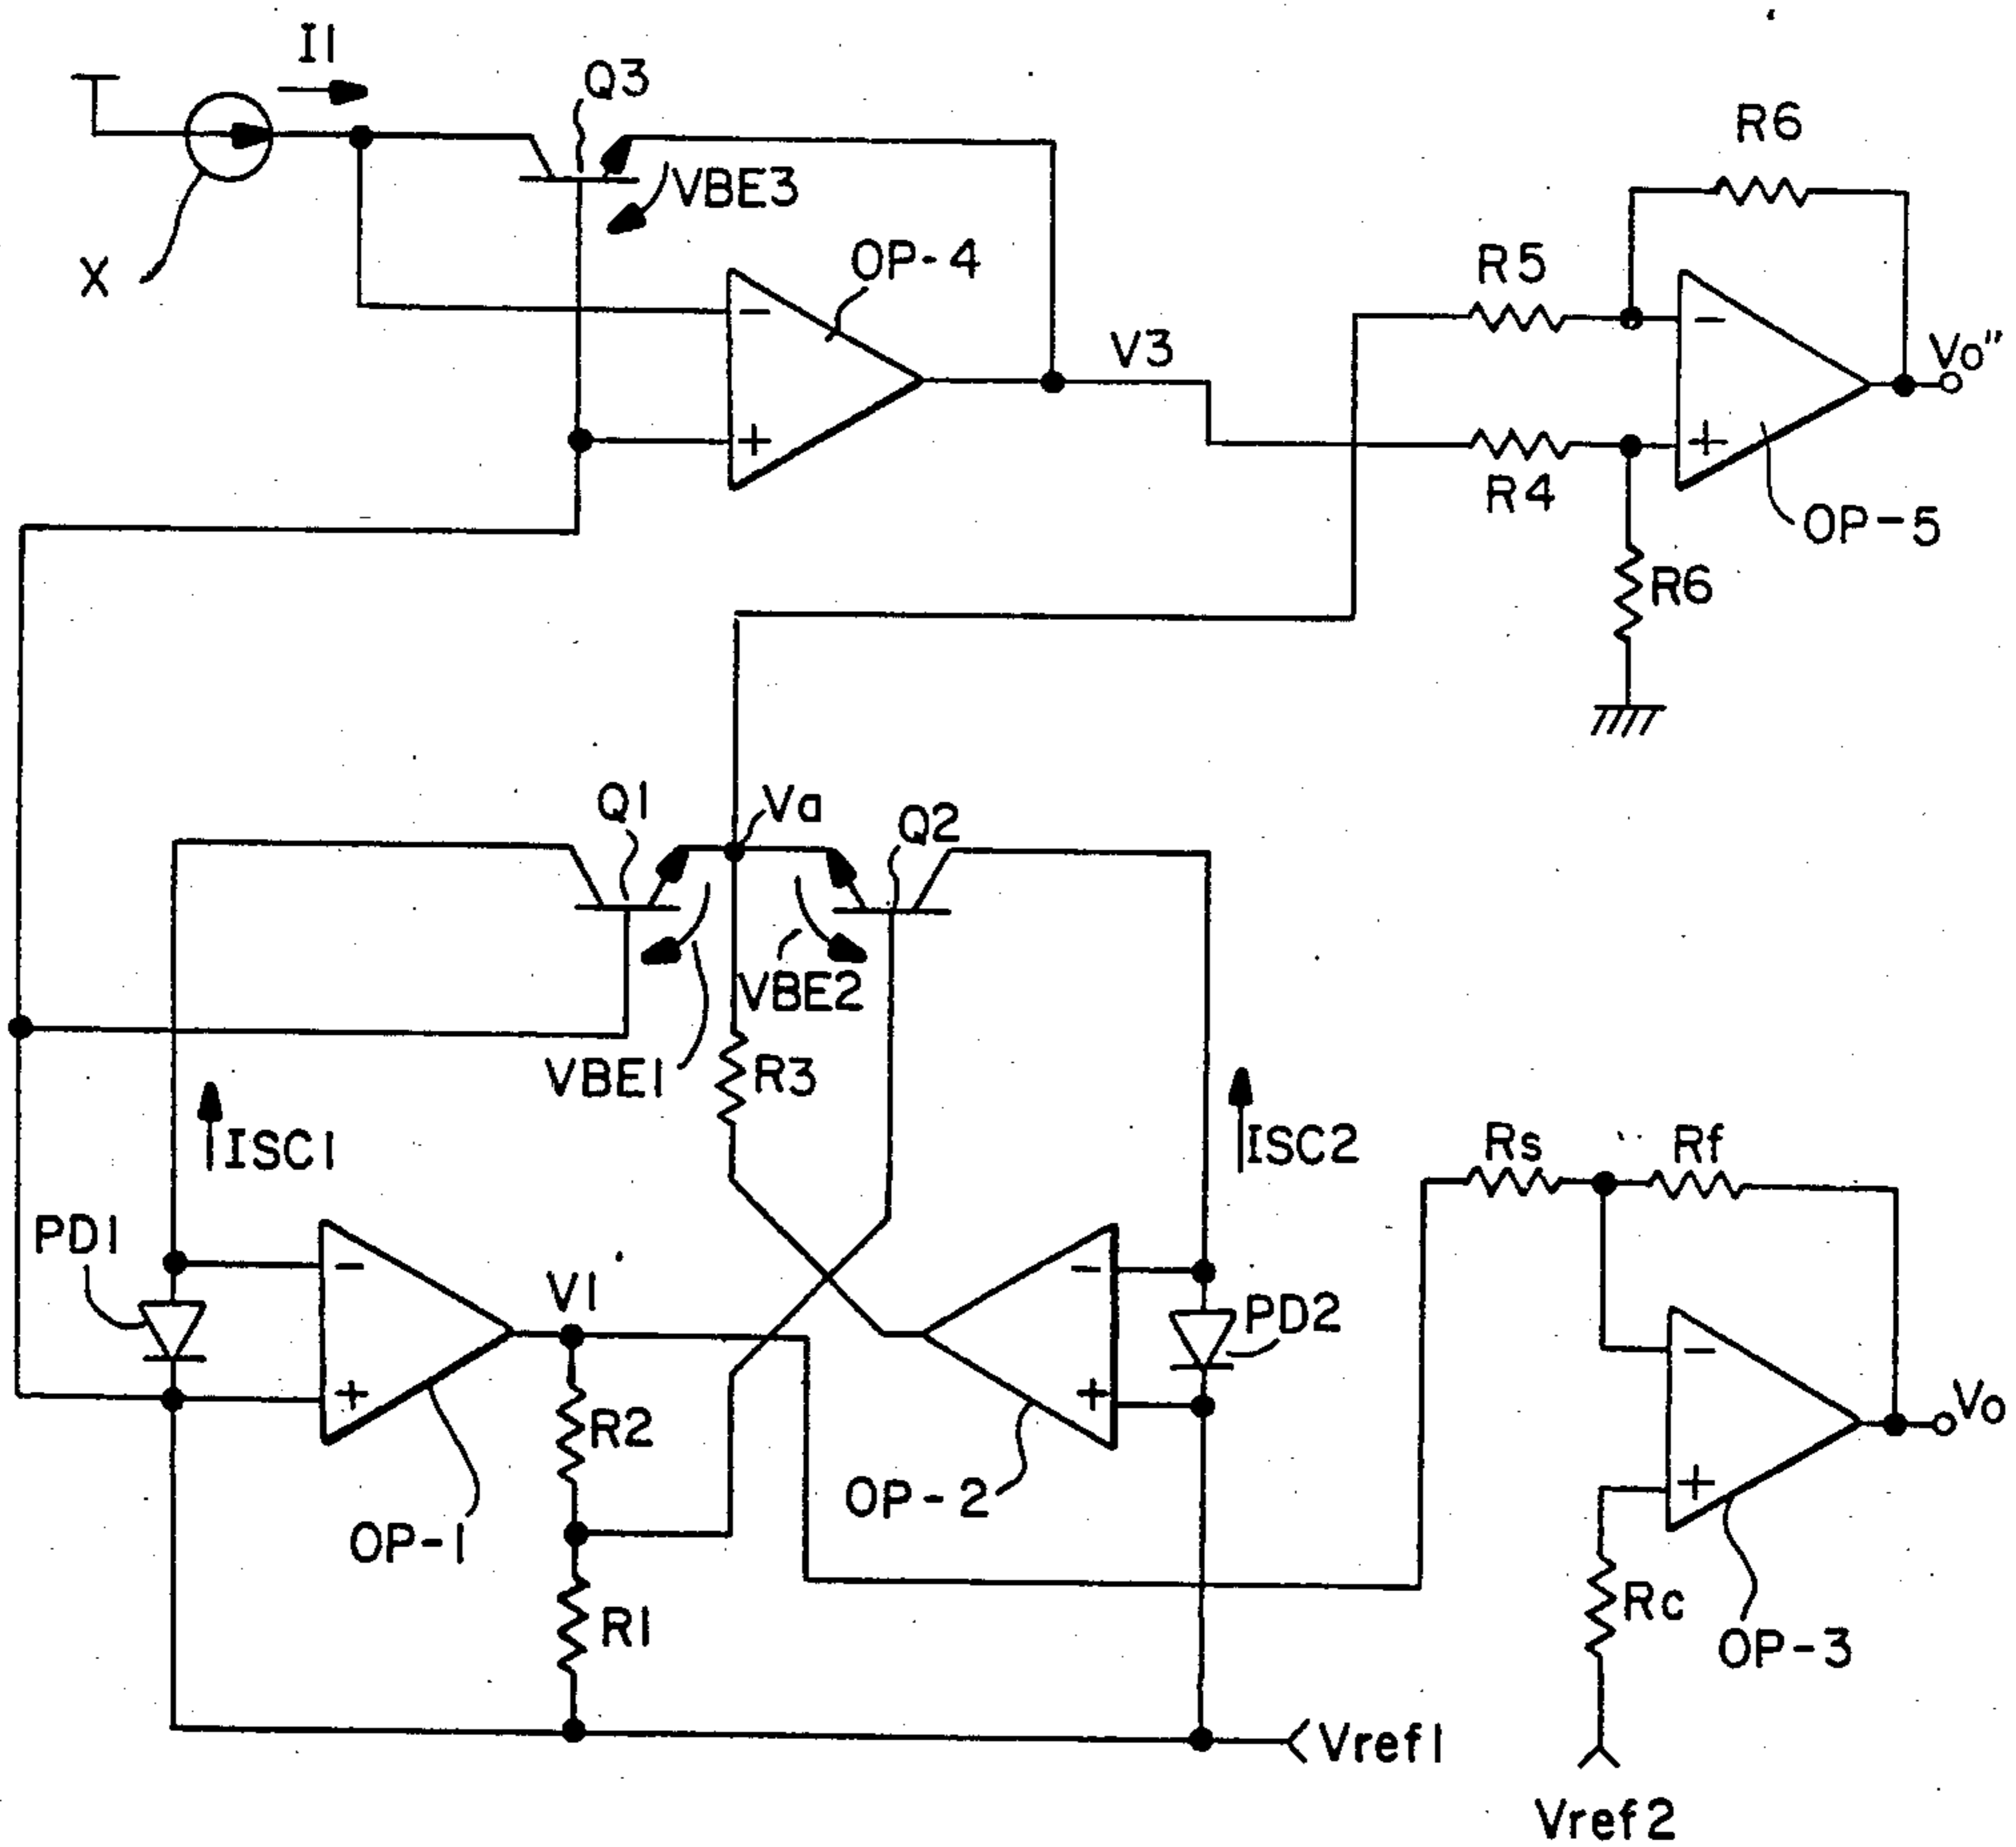 I1
Q3
R6
VBE3
X
OP-4
R5
V3
Vo"
-
-
+
+
R4
OP-5
R6
Q1
Va
Q2
VBE2
VBE1
R3
ISC1
ISC2
Rs
Rf
PD1
V1
PD2
-
-
-
+
+
+
R2
Vo
OP-2
OP-1
R1
Rc
OP-3
Vref1
Vref2